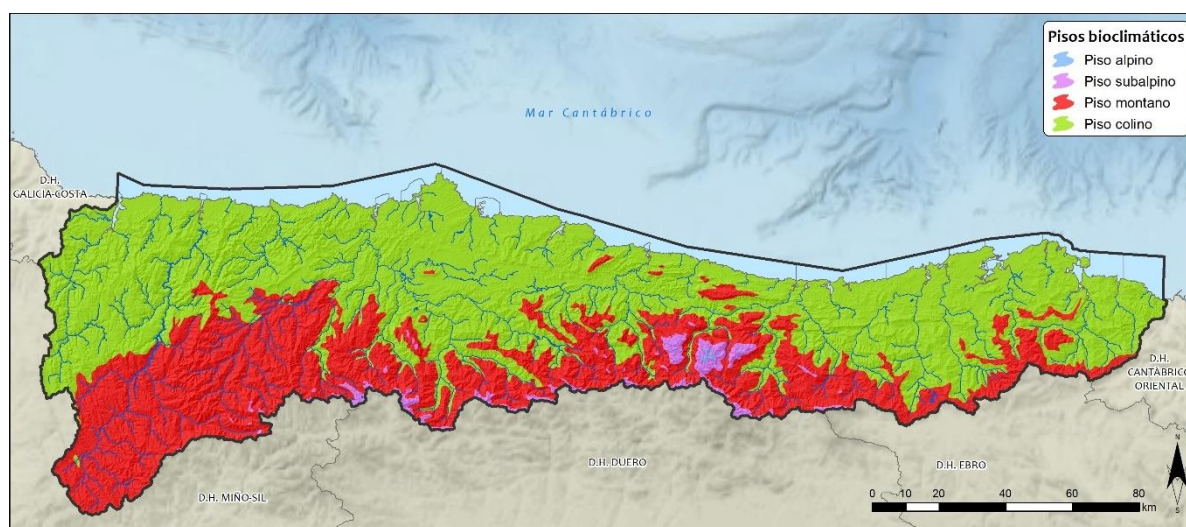 Pisos bioclimáticos
Piso alpino
Piso subalpino
Piso montano
Piso colino
Mar Cantábrico
D.H.
GALICIA-COSTA
D.H.
CANTÁBRICO
ORIENTAL
D.H. DUERO
D.H. EBRO
D.H. MIÑO-SIL
N
S
0 10 20 40 60 80
km